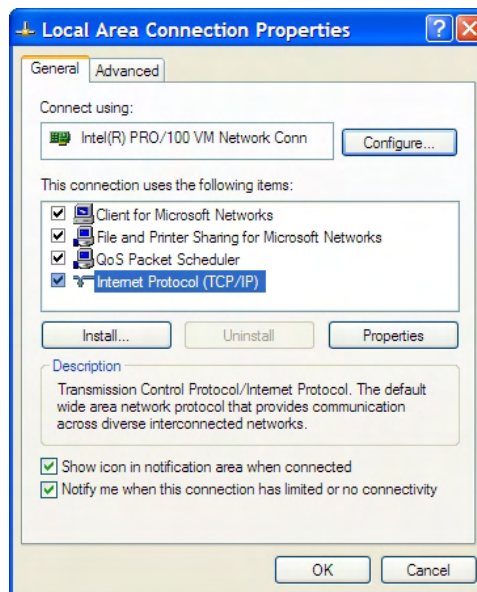 Local Area Connection Properties
General Advanced
Connect using:
Intel(R) PRO/100 VM Network Conn Configure...
This connection uses the following items:
Client for Microsoft Networks
File and Printer Sharing for Microsoft Networks
QoS Packet Scheduler
Internet Protocol (TCP/IP)
Install... Uninstall Properties
Description
Transmission Control Protocol/Internet Protocol. The default
wide area network protocol that provides communication
across diverse interconnected networks.
Show icon in notification area when connected
Notify me when this connection has limited or no connectivity
OK Cancel